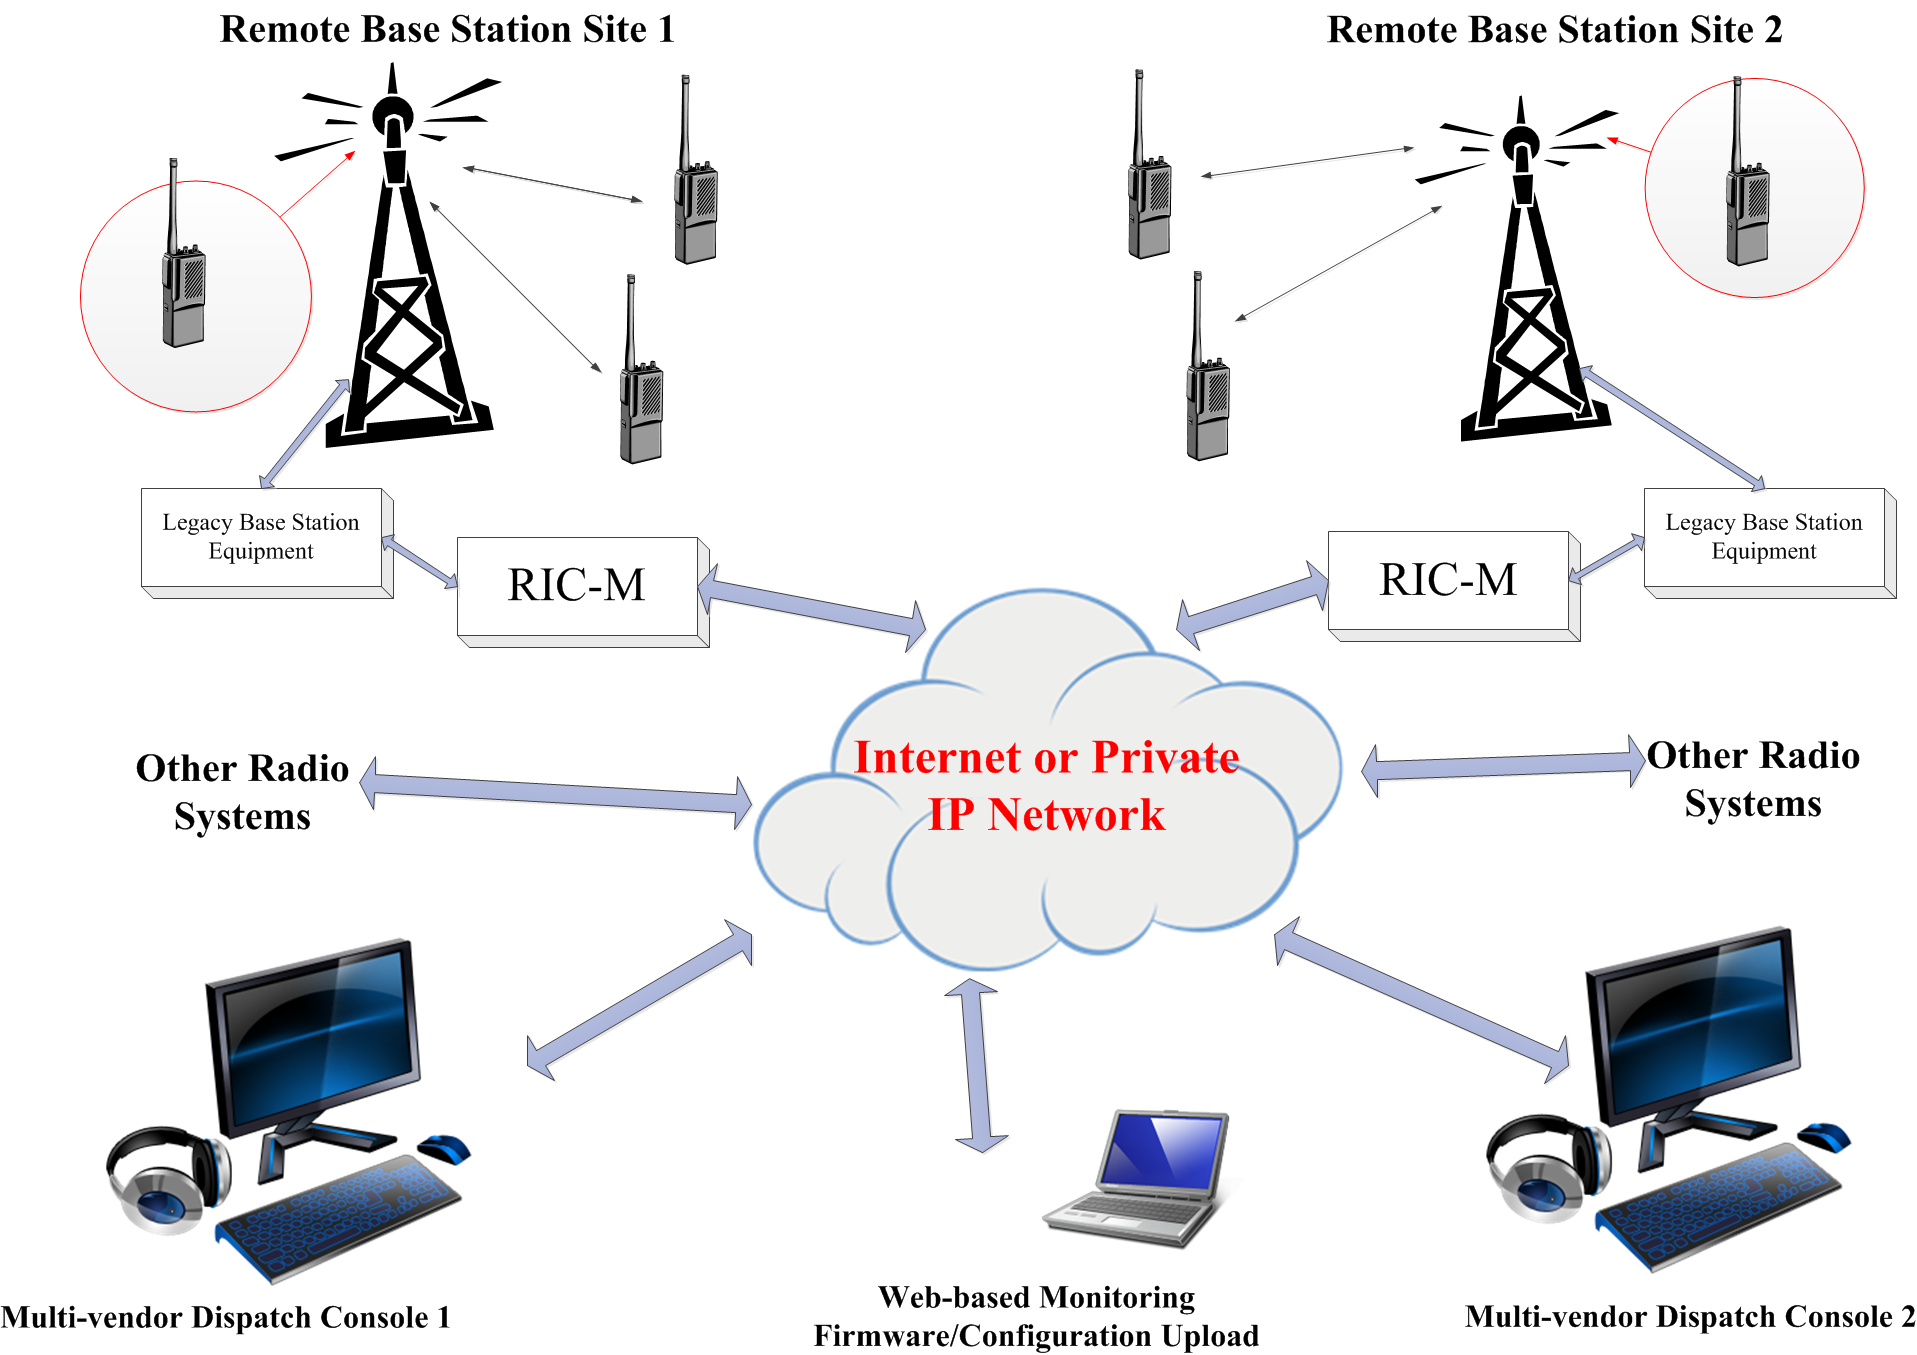 Remote Base Station Site 1
Remote Base Station Site 2
Legacy Base Station
Equipment
RIC-M
RIC-M
Legacy Base Station
Equipment
Internet or Private
IP Network
Other Radio
Systems
Other Radio
Systems
Multi-vendor Dispatch Console 1
Web-based Monitoring
Firmware/Configuration Upload
Multi-vendor Dispatch Console 2